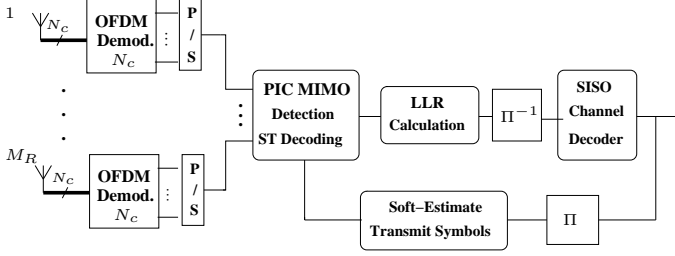 1
N_c
OFDM
Demod.
N_c
P
/
S
PIC MIMO
Detection
ST Decoding
LLR
Calculation
Π^{-1}
SISO
Channel
Decoder
M_R
N_c
OFDM
Demod.
N_c
P
/
S
Soft-Estimate
Transmit Symbols
Π